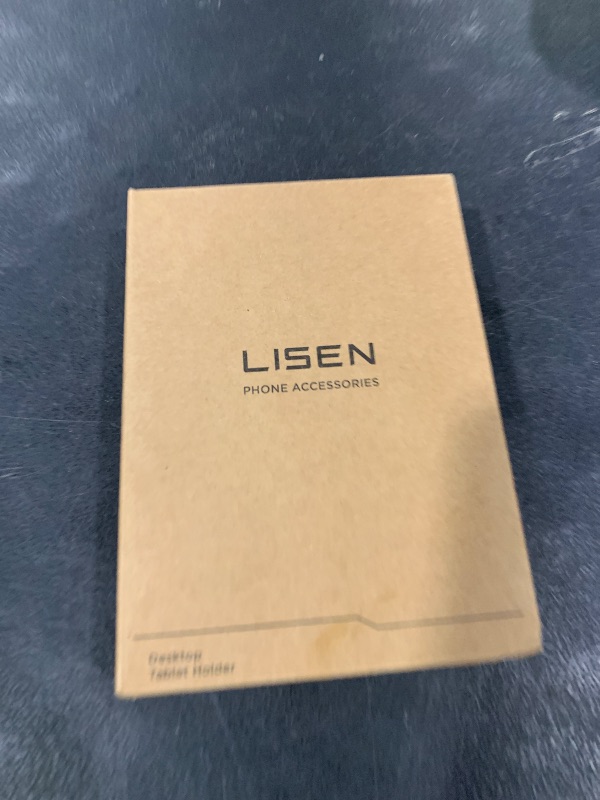 LISEN
PHONE ACCESSORIES
Desktop
Tablet Holder